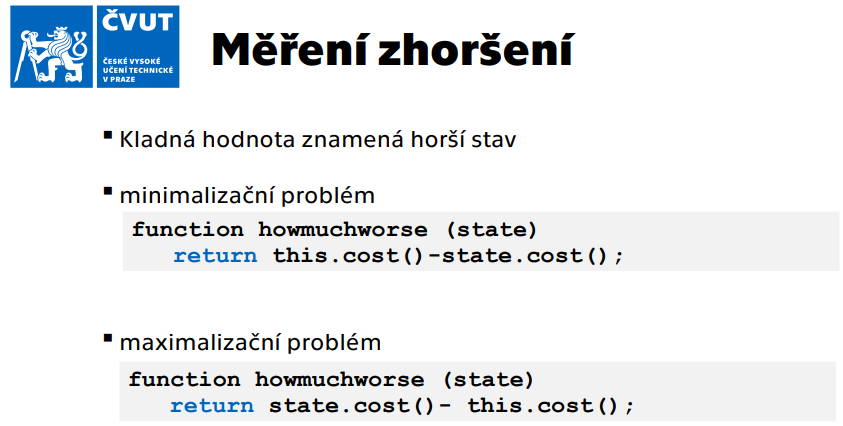 ČVUT
ČESKÉ VYSOKÉ
UČENÍ TECHNICKÉ
V PRAZE
Měření zhoršení
▪ Kladná hodnota znamená horší stav
▪ minimalizační problém
function howmuchworse (state)
return this.cost()-state.cost();
▪ maximalizační problém
function howmuchworse (state)
return state.cost()- this.cost();